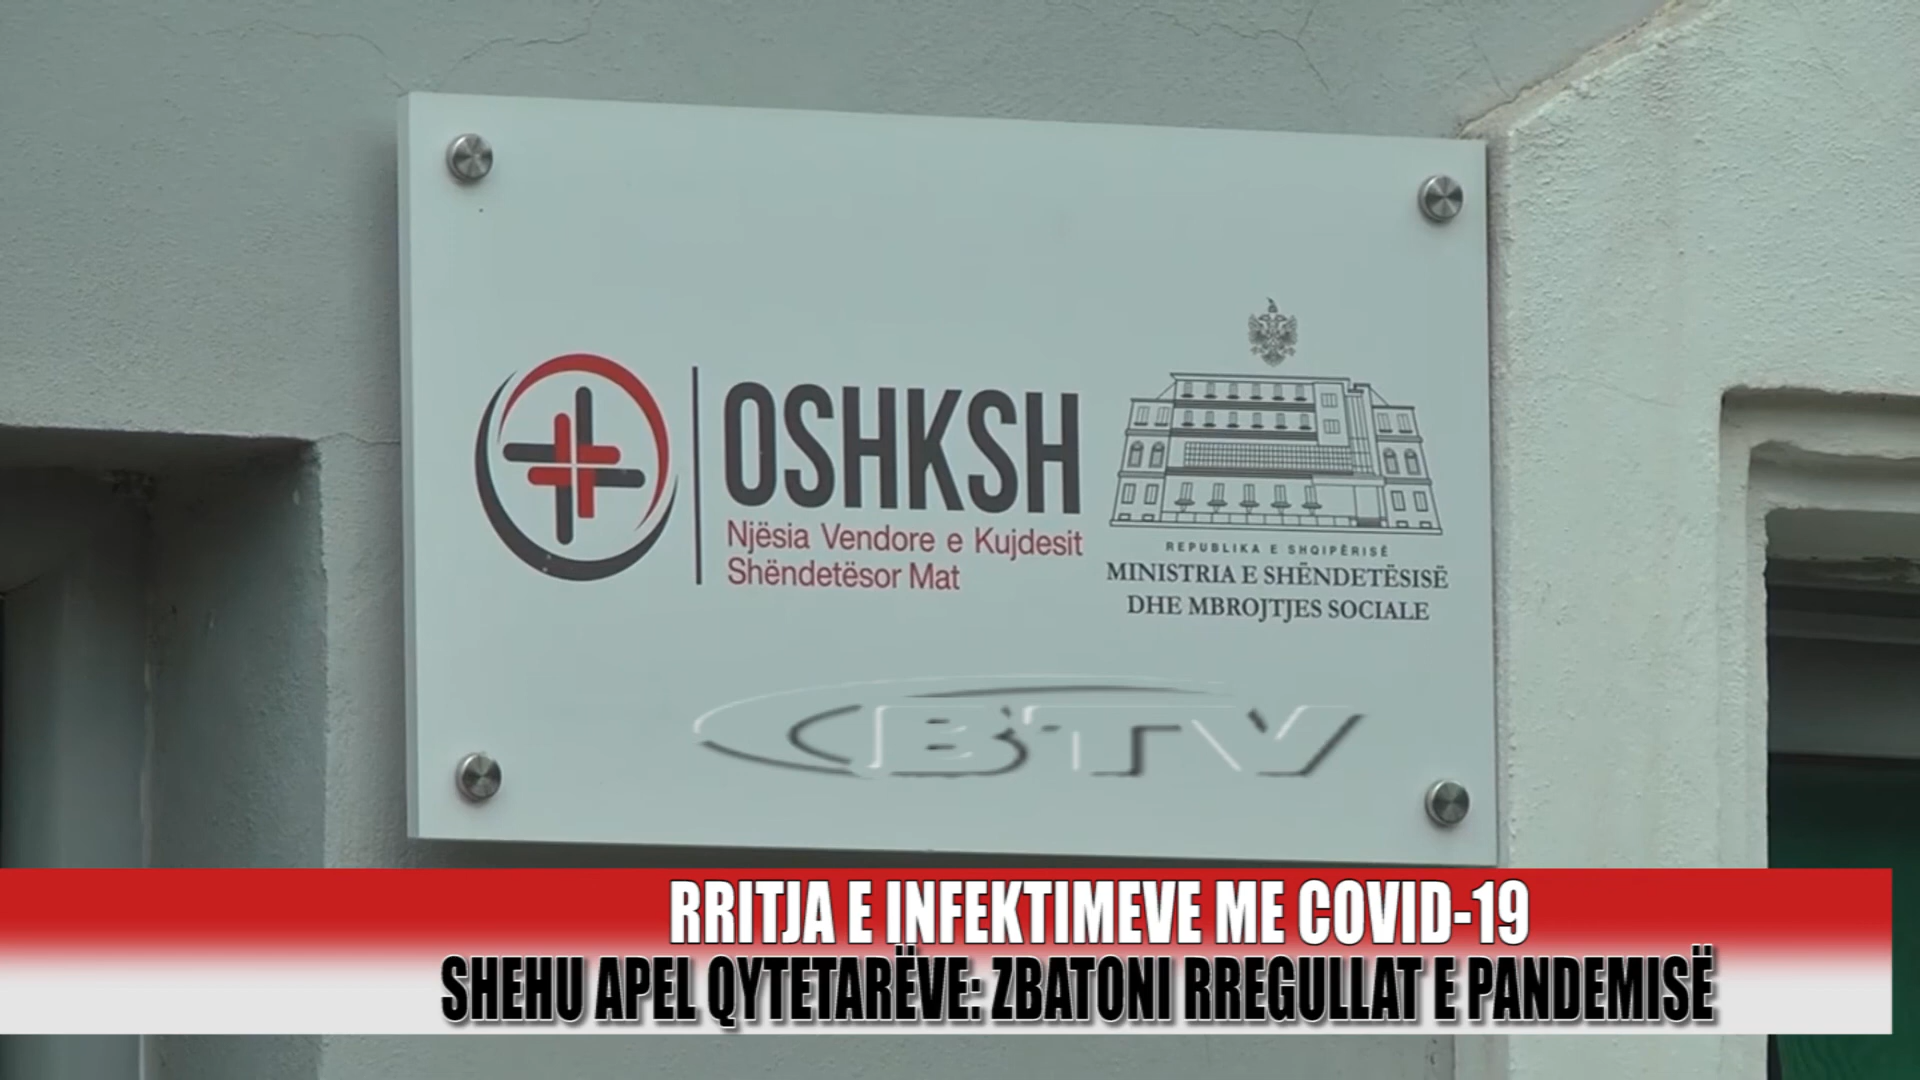 OSHKSH
Njësia Vendore e Kujdesit
Shëndetësor Mat
REPUBLIKA E SHQIPËRISË
MINISTRIA E SHËNDETËSISË
DHE MBROJTJES SOCIALE
BTV
RRITJA E INFEKTIMEVE ME COVID-19
SHEHU APEL QYTETARËVE: ZBATONI RREGULLAT E PANDEMISË